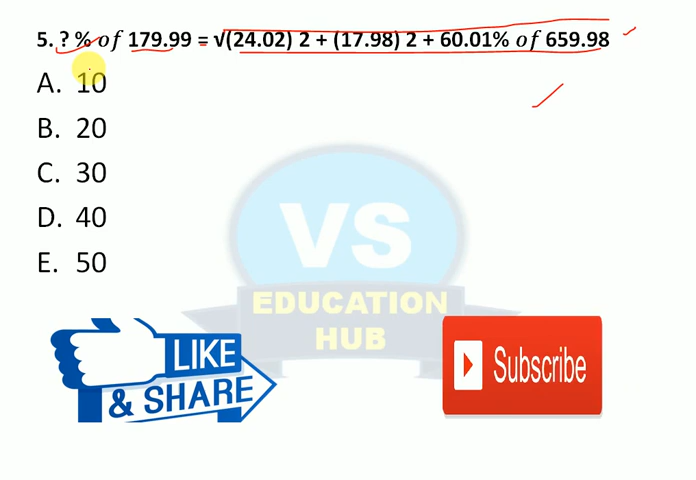 5. ? % of 179.99 = √(24.02) 2 + (17.98) 2 + 60.01% of 659.98
A. 10
B. 20
C. 30
D. 40
E. 50
VS
EDUCATION
HUB
LIKE
& SHARE
Subscribe